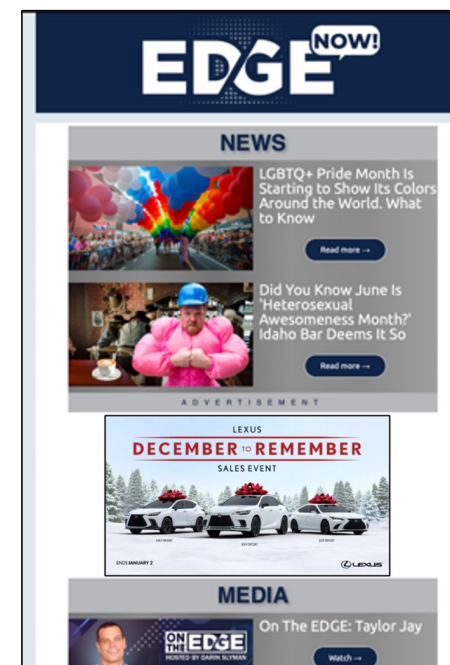 EDGE
NOW!
NEWS
LGBTQ+ Pride Month Is
Starting to Show Its Colors
Around the World. What
to Know
Read more →
Did You Know June Is
'Heterosexual
Awesomeness Month?'
Idaho Bar Deems It So
Read more →
ADVERTISEMENT
LEXUS
DECEMBER TO REMEMBER
SALES EVENT
ENDS JANUARY 2
LEXUS
MEDIA
On The EDGE: Taylor Jay
ON THE EDGE
HOSTED BY DARIN SLYMAN
Watch →